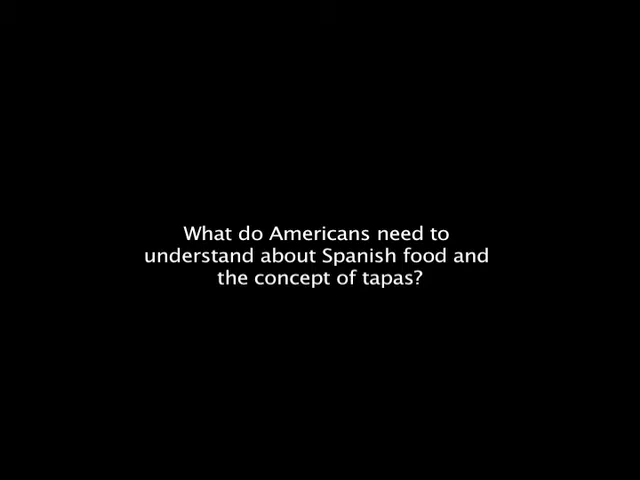 What do Americans need to
understand about Spanish food and
the concept of tapas?